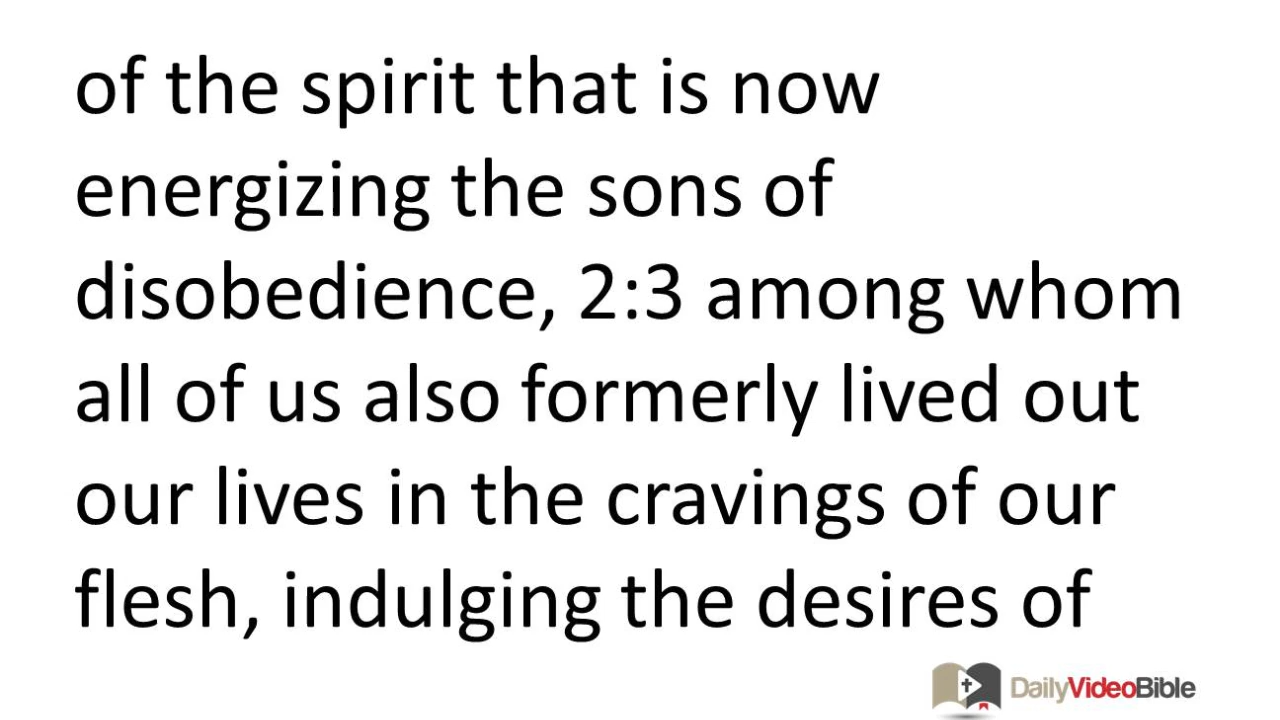 of the spirit that is now
energizing the sons of
disobedience, 2:3 among whom
all of us also formerly lived out
our lives in the cravings of our
flesh, indulging the desires of
DailyVideoBible